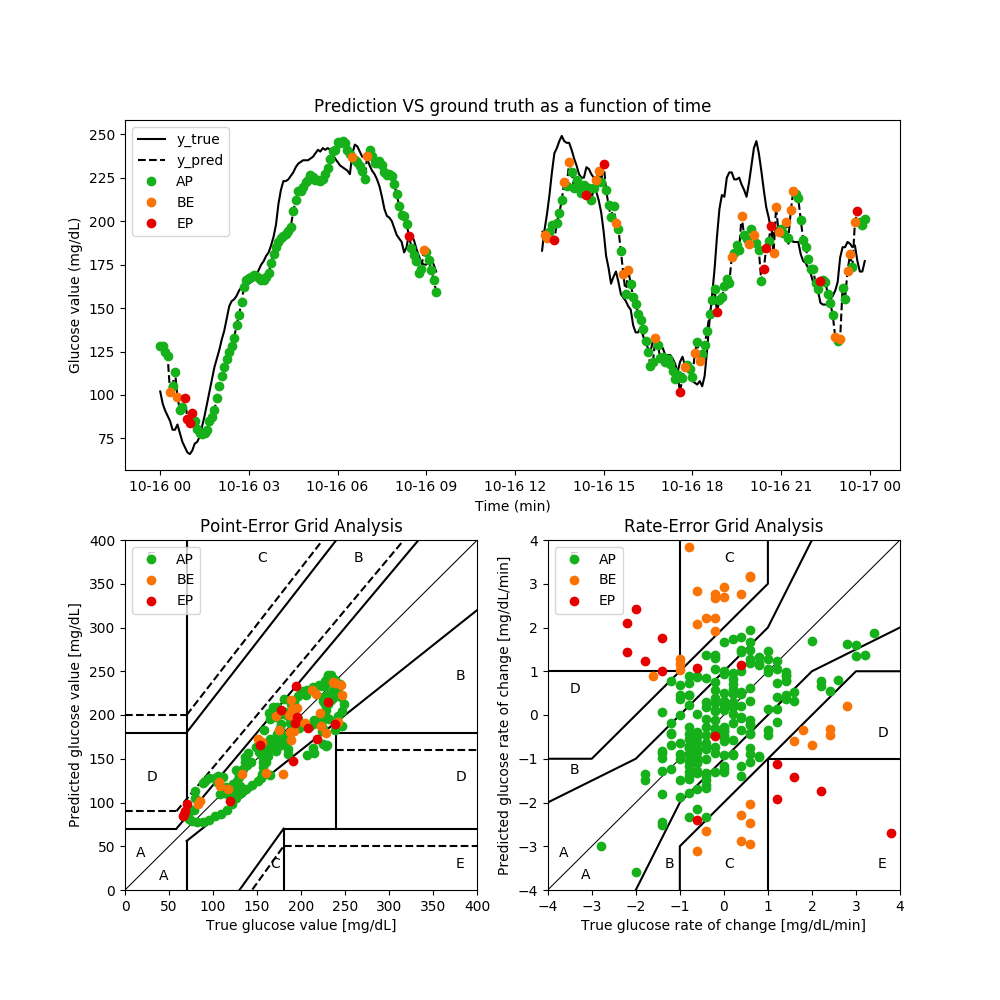 Prediction VS ground truth as a function of time
Glucose value (mg/dL)
250
225
200
175
150
125
100
75
y_true
y_pred
AP
BE
EP
10-16 00 10-16 03 10-16 06 10-16 09 10-16 12 10-16 15 10-16 18 10-16 21 10-17 00
Time (min)
Point-Error Grid Analysis
Predicted glucose value [mg/dL]
400
350
300
250
200
150
100
50
0
AP
BE
EP
C
B
B
D
D
A
A
C
E
0 50 100 150 200 250 300 350 400
True glucose value [mg/dL]
Rate-Error Grid Analysis
Predicted glucose rate of change [mg/dL/min]
4
3
2
1
0
−1
−2
−3
−4
AP
BE
EP
C
D
D
B
A
A
B
C
E
−4 −3 −2 −1 0 1 2 3 4
True glucose rate of change [mg/dL/min]